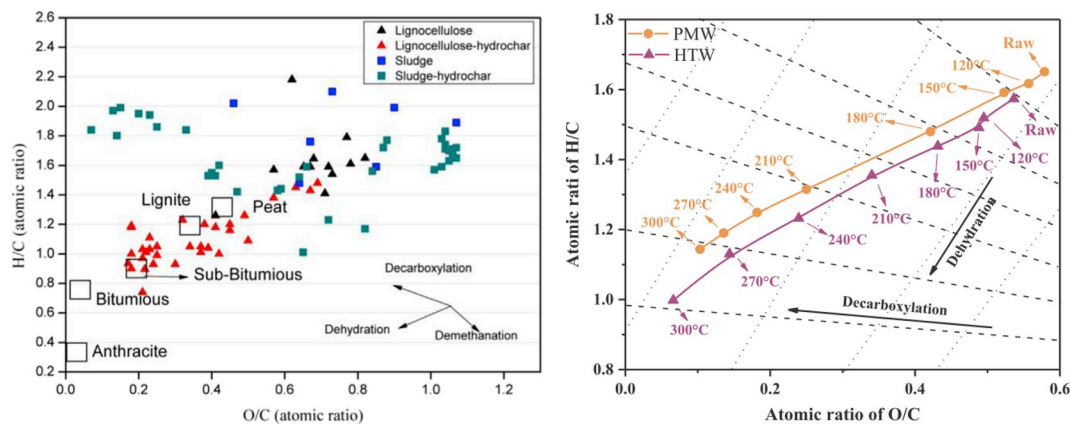 2.6
2.4
2.2
2.0
1.8
1.6
1.4
1.2
1.0
0.8
0.6
0.4
0.2
H/C (atomic ratio)
Lignocellulose
Lignocellulose-hydrochar
Sludge
Sludge-hydrochar
Lignite
Peat
Sub-Bitumious
Bitumious
Anthracite
Decarboxylation
Dehydration
Demethanation
0.0
0.2
0.4
0.6
0.8
1.0
1.2
O/C (atomic ratio)
1.8
1.6
1.4
1.2
1.0
0.8
Atomic rati of H/C
PMW
HTW
Raw
120°C
150°C
180°C
210°C
240°C
270°C
300°C
Raw
120°C
150°C
180°C
210°C
240°C
270°C
300°C
Dehydration
Decarboxylation
0.0
0.2
0.4
0.6
Atomic ratio of O/C